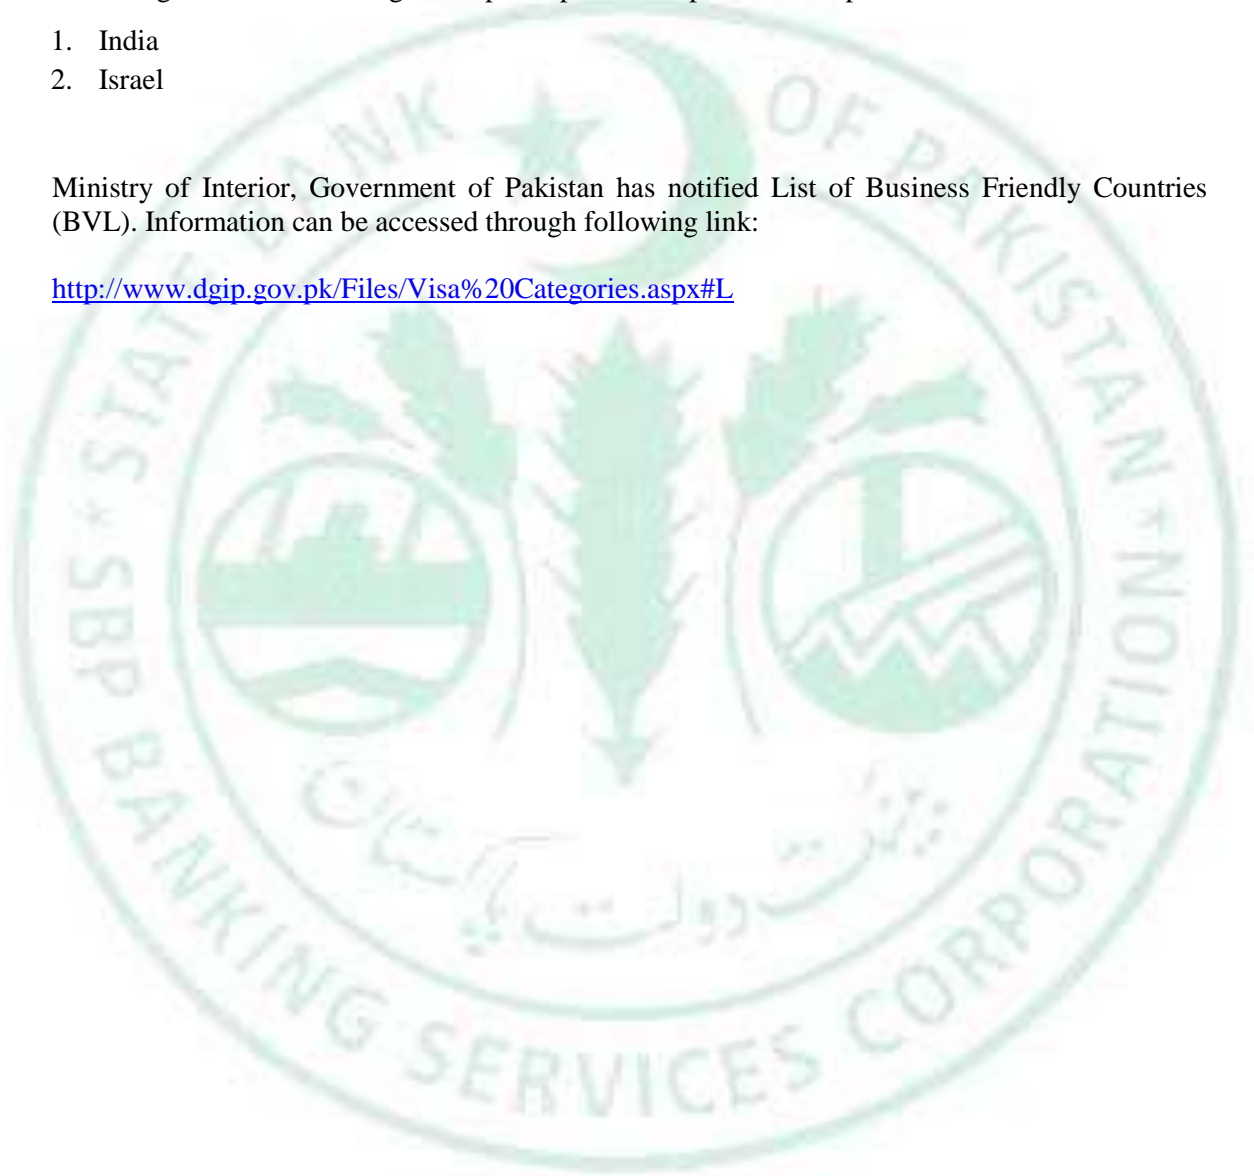 1. India
2. Israel
Ministry of Interior, Government of Pakistan has notified List of Business Friendly Countries
(BVL). Information can be accessed through following link:
http://www.dgip.gov.pk/Files/Visa%20Categories.aspx#L
STATE BANK OF PAKISTAN
SBP BANKING SERVICES CORPORATION
دولت پاکستان